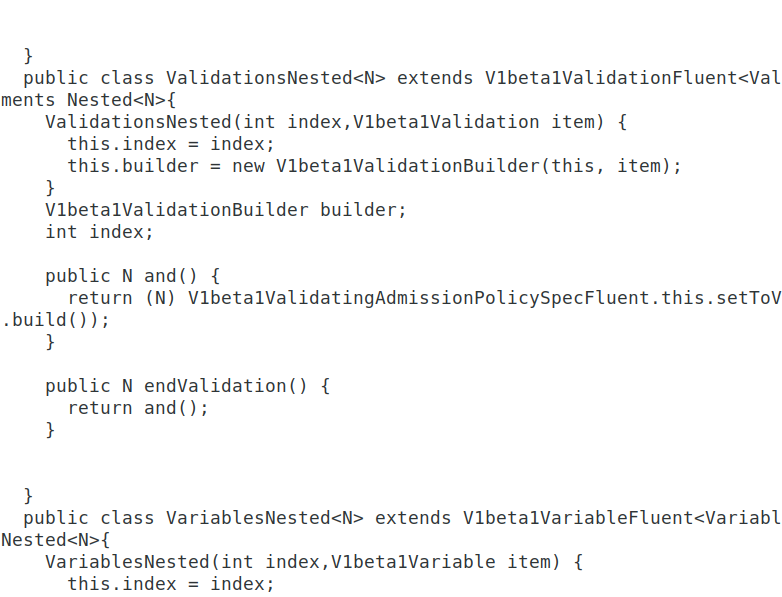 }
  public class ValidationsNested<N> extends V1beta1ValidationFluent<Val
ments Nested<N>{
    ValidationsNested(int index,V1beta1Validation item) {
      this.index = index;
      this.builder = new V1beta1ValidationBuilder(this, item);
    }
    V1beta1ValidationBuilder builder;
    int index;

    public N and() {
      return (N) V1beta1ValidatingAdmissionPolicySpecFluent.this.setToV
.build());
    }

    public N endValidation() {
      return and();
    }


  }
  public class VariablesNested<N> extends V1beta1VariableFluent<Variabl
Nested<N>{
    VariablesNested(int index,V1beta1Variable item) {
      this.index = index;